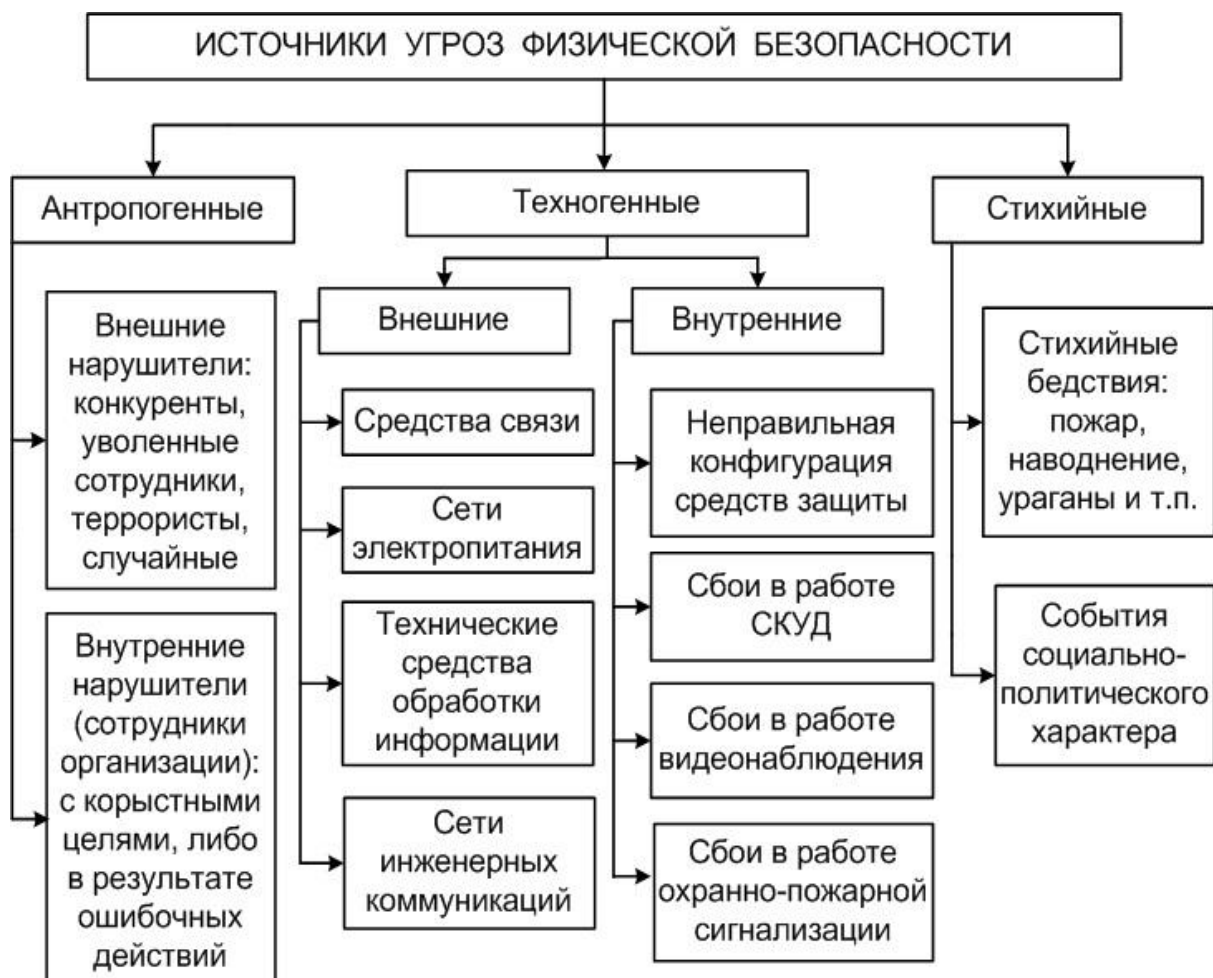 ИСТОЧНИКИ УГРОЗ ФИЗИЧЕСКОЙ БЕЗОПАСНОСТИ
Антропогенные
Внешние
нарушители:
конкуренты,
уволенные
сотрудники,
террористы,
случайные
Внутренние
нарушители
(сотрудники
организации):
с корыстными
целями, либо
в результате
ошибочных
действий
Техногенные
Внешние
Средства связи
Сети
электропитания
Технические
средства
обработки
информации
Сети
инженерных
коммуникаций
Внутренние
Неправильная
конфигурация
средств защиты
Сбои в работе
СКУД
Сбои в работе
видеонаблюдения
Сбои в работе
охранно-пожарной
сигнализации
Стихийные
Стихийные
бедствия:
пожар,
наводнение,
ураганы и т.п.
События
социально-
политического
характера